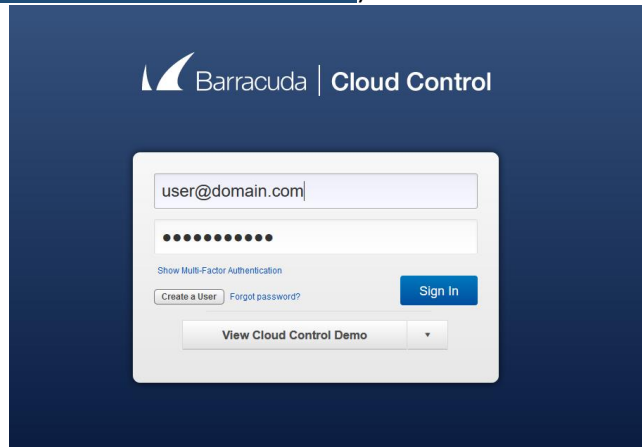 Barracuda | Cloud Control
user@domain.com
●●●●●●●●●●●
Show Multi-Factor Authentication
Create a User Forgot password?
Sign In
View Cloud Control Demo